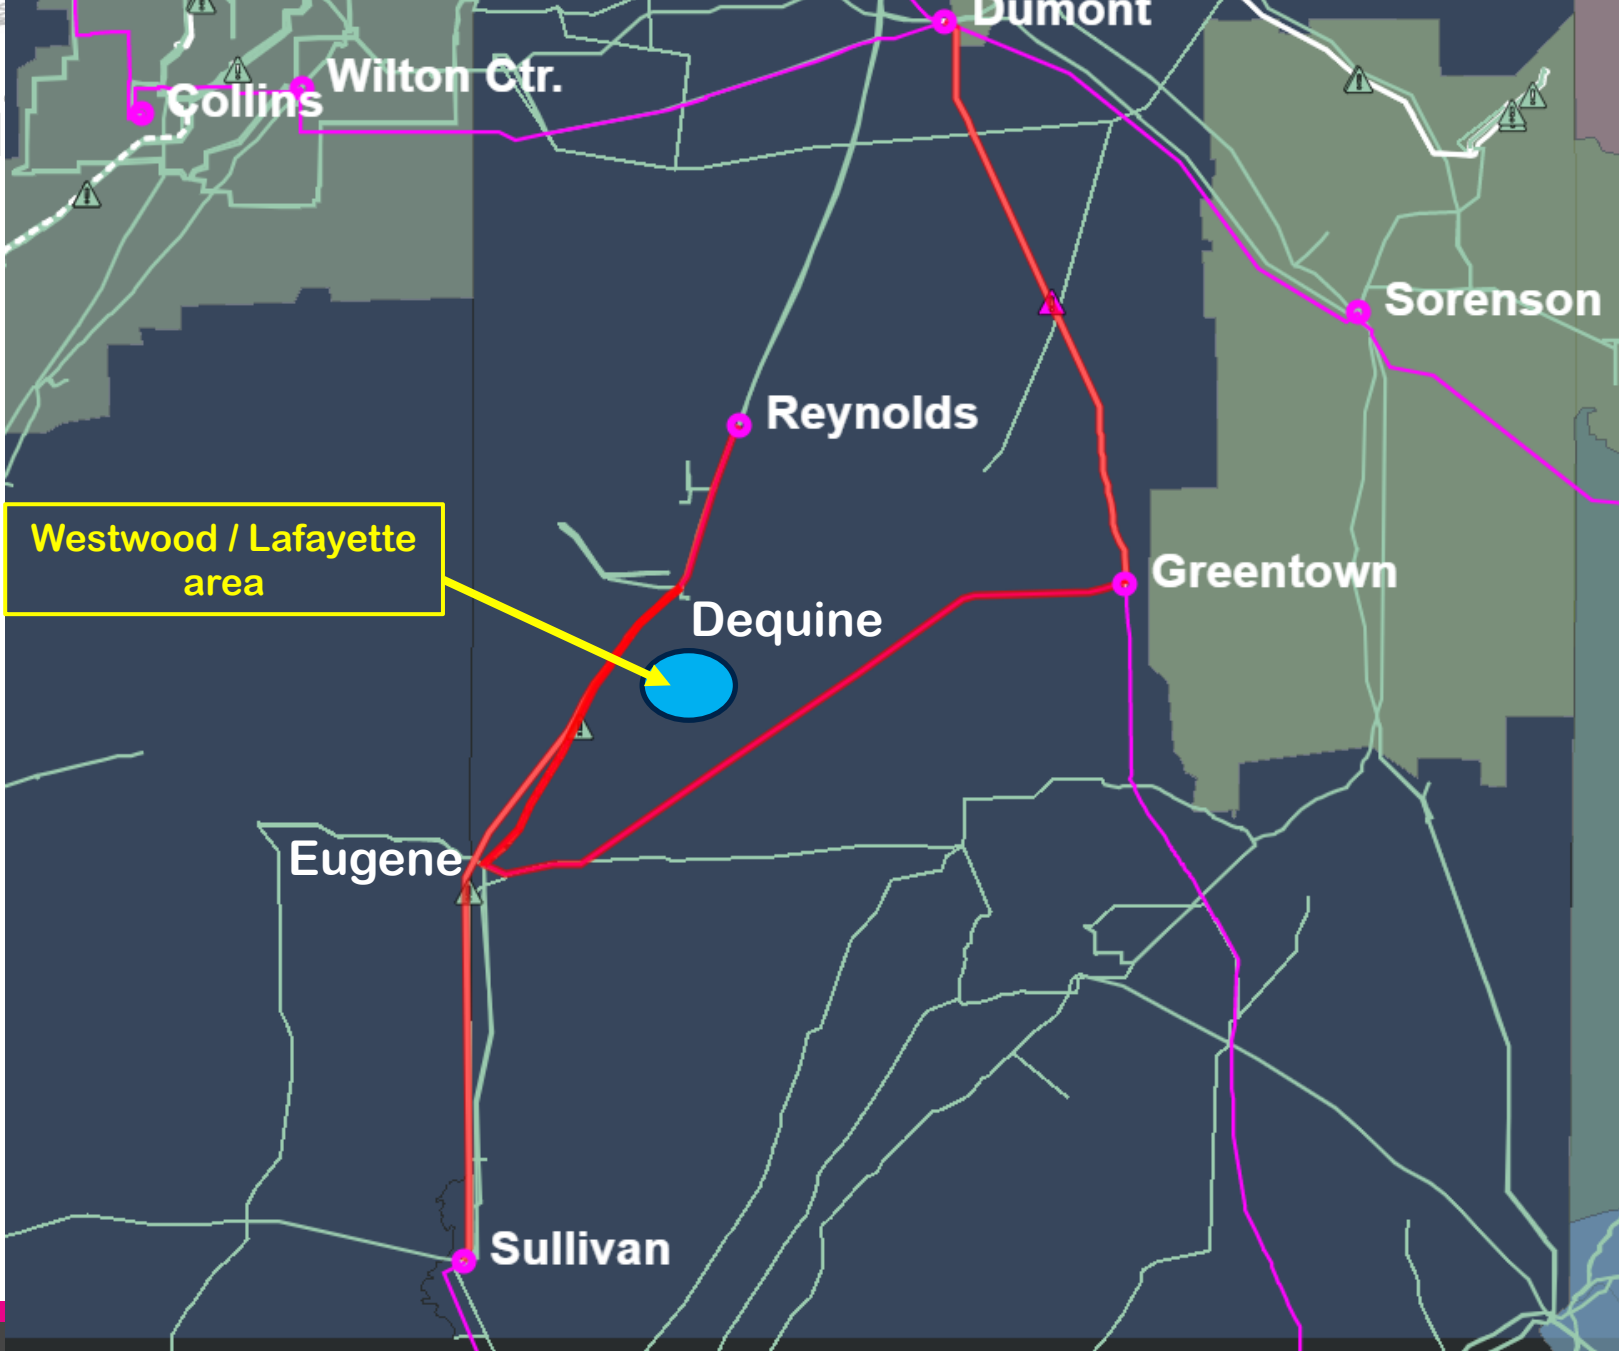 Dumont
Wilton Ctr.
Collins
Sorenson
Reynolds
Westwood / Lafayette
area
Greentown
Dequine
Eugene
Sullivan